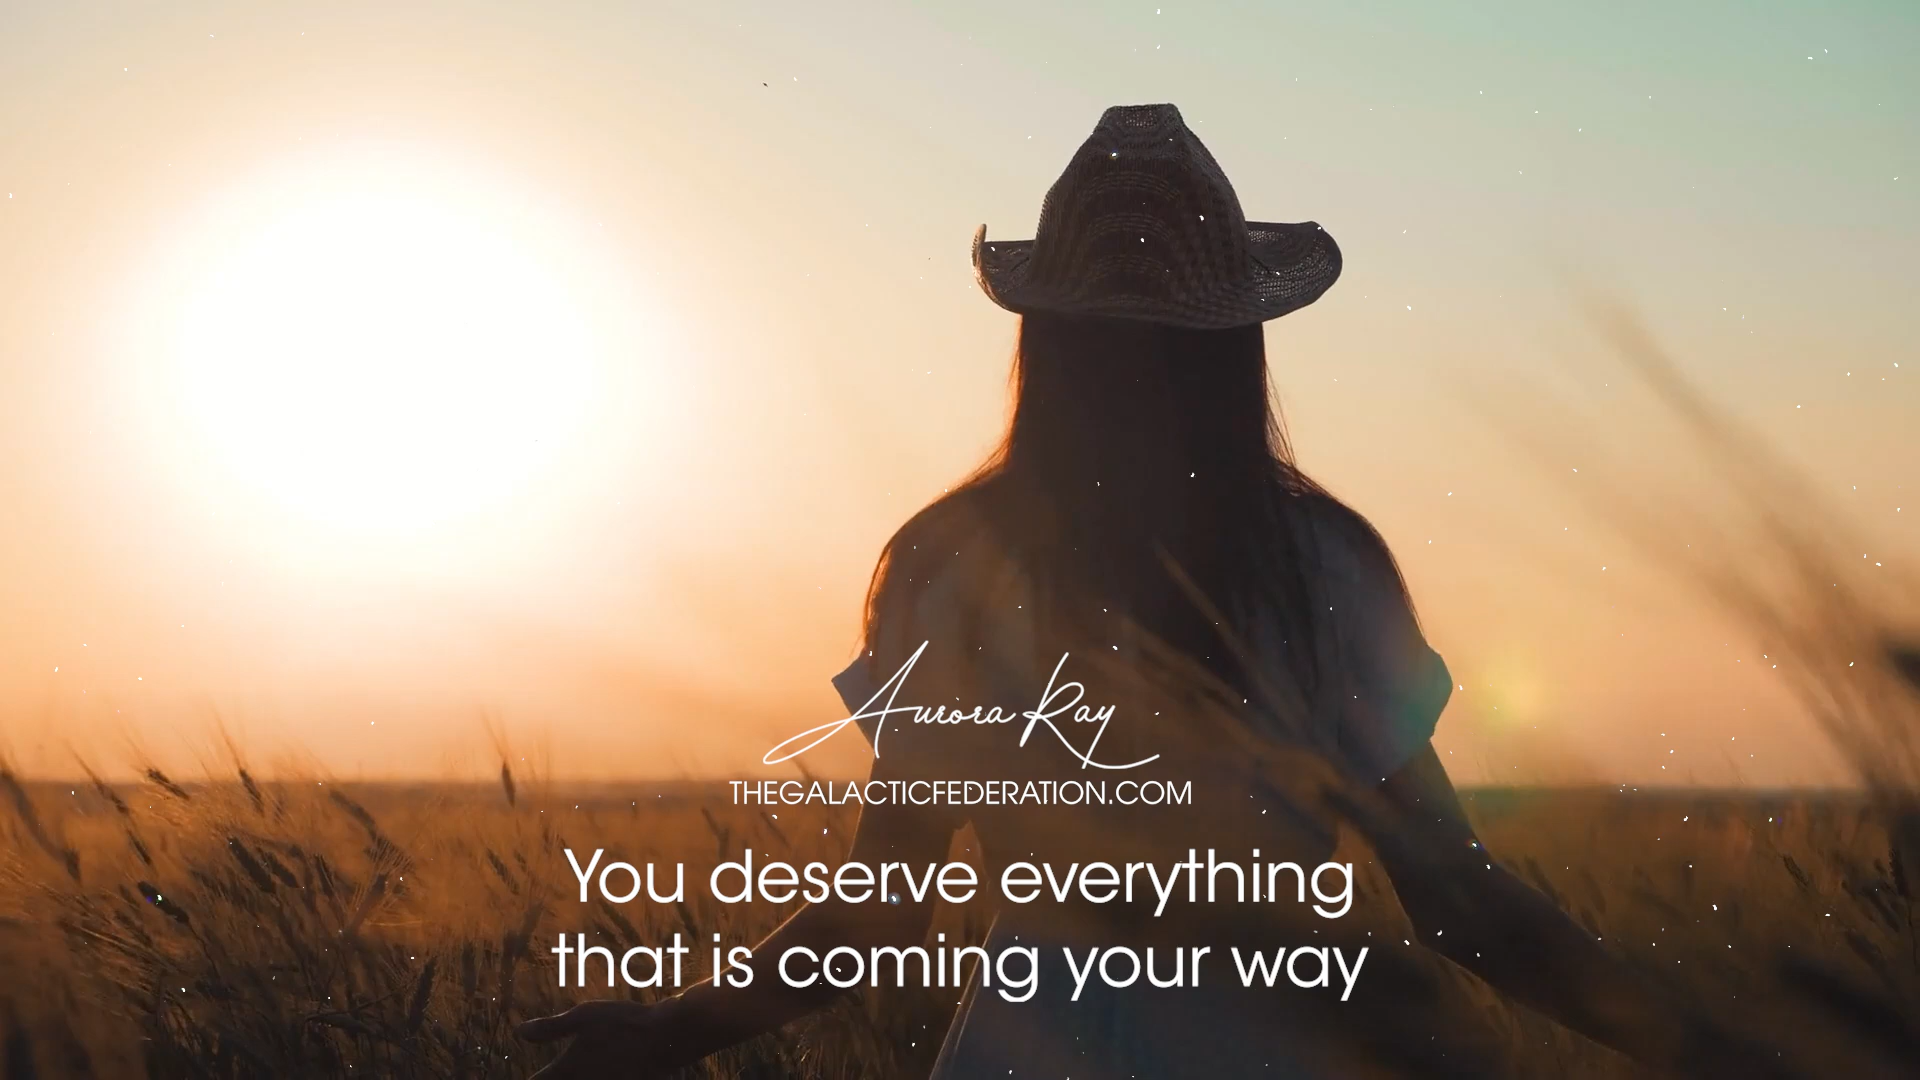 Aurora Ray
THEGALACTICFEDERATION.COM
You deserve everything
that is coming your way